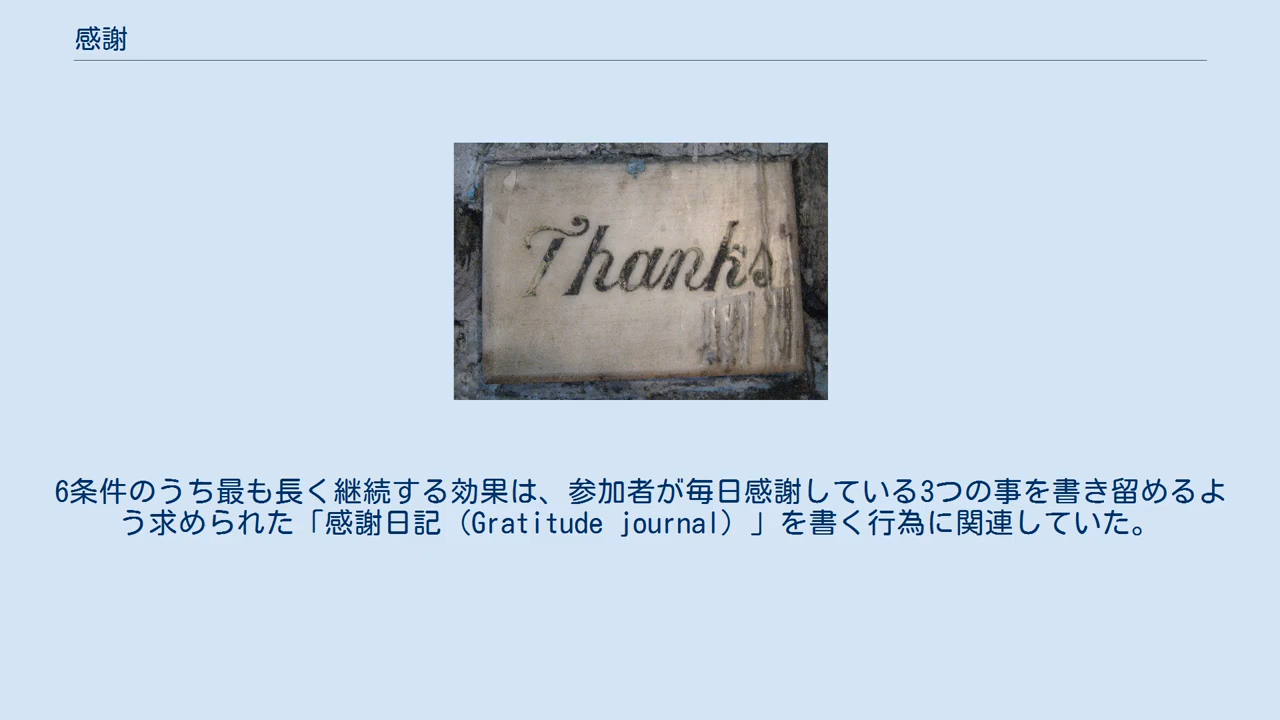 感謝
Thanks
6条件のうち最も長く継続する効果は、参加者が毎日感謝している3つの事を書き留めるよ
う求められた「感謝日記（Gratitude journal）」を書く行為に関連していた。